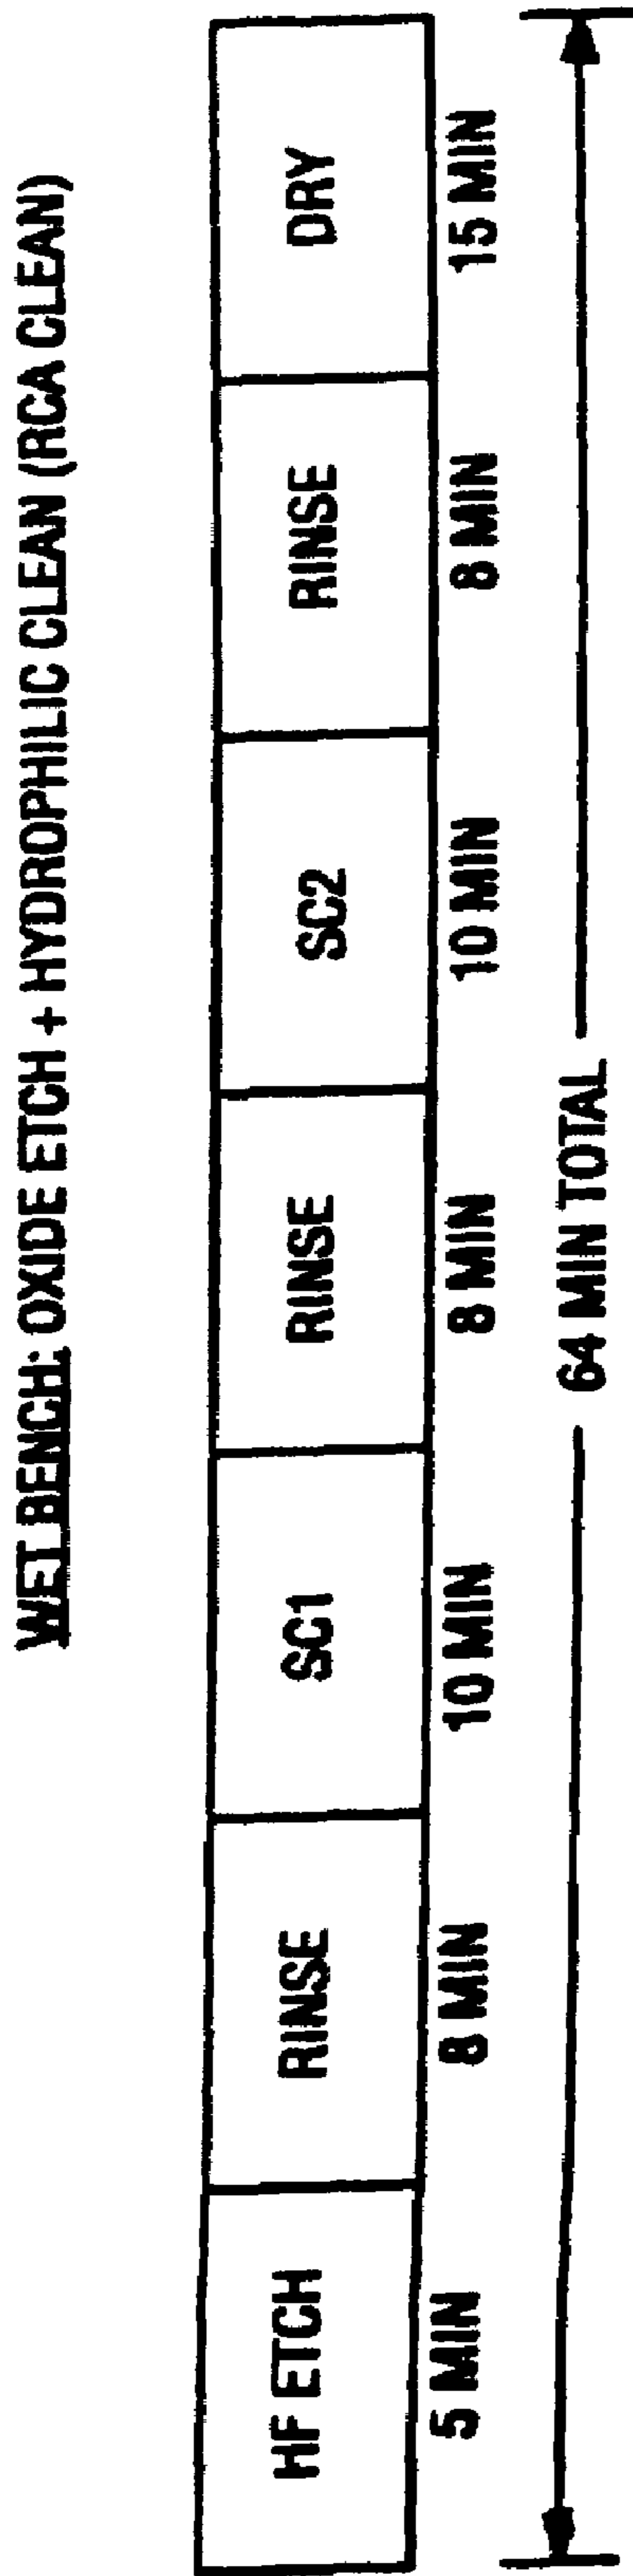 WET BENCH: OXIDE ETCH + HYDROPHILIC CLEAN (RCA CLEAN)
HF ETCH
RINSE
SC1
RINSE
SC2
RINSE
DRY
5 MIN
8 MIN
10 MIN
8 MIN
10 MIN
8 MIN
15 MIN
64 MIN TOTAL